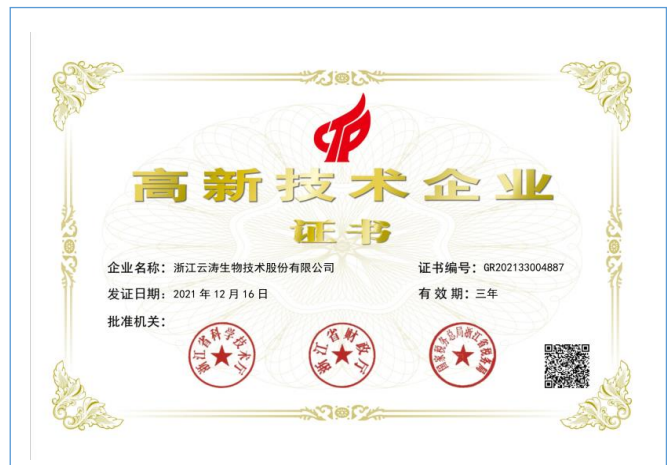 高新技术企业
证书
企业名称：浙江云涛生物技术股份有限公司
证书编号：GR202133004887
发证日期：2021年12月16日
有效期：三年
批准机关：
浙江省科学技术厅
浙江省财政厅
国家税务总局浙江省税务局